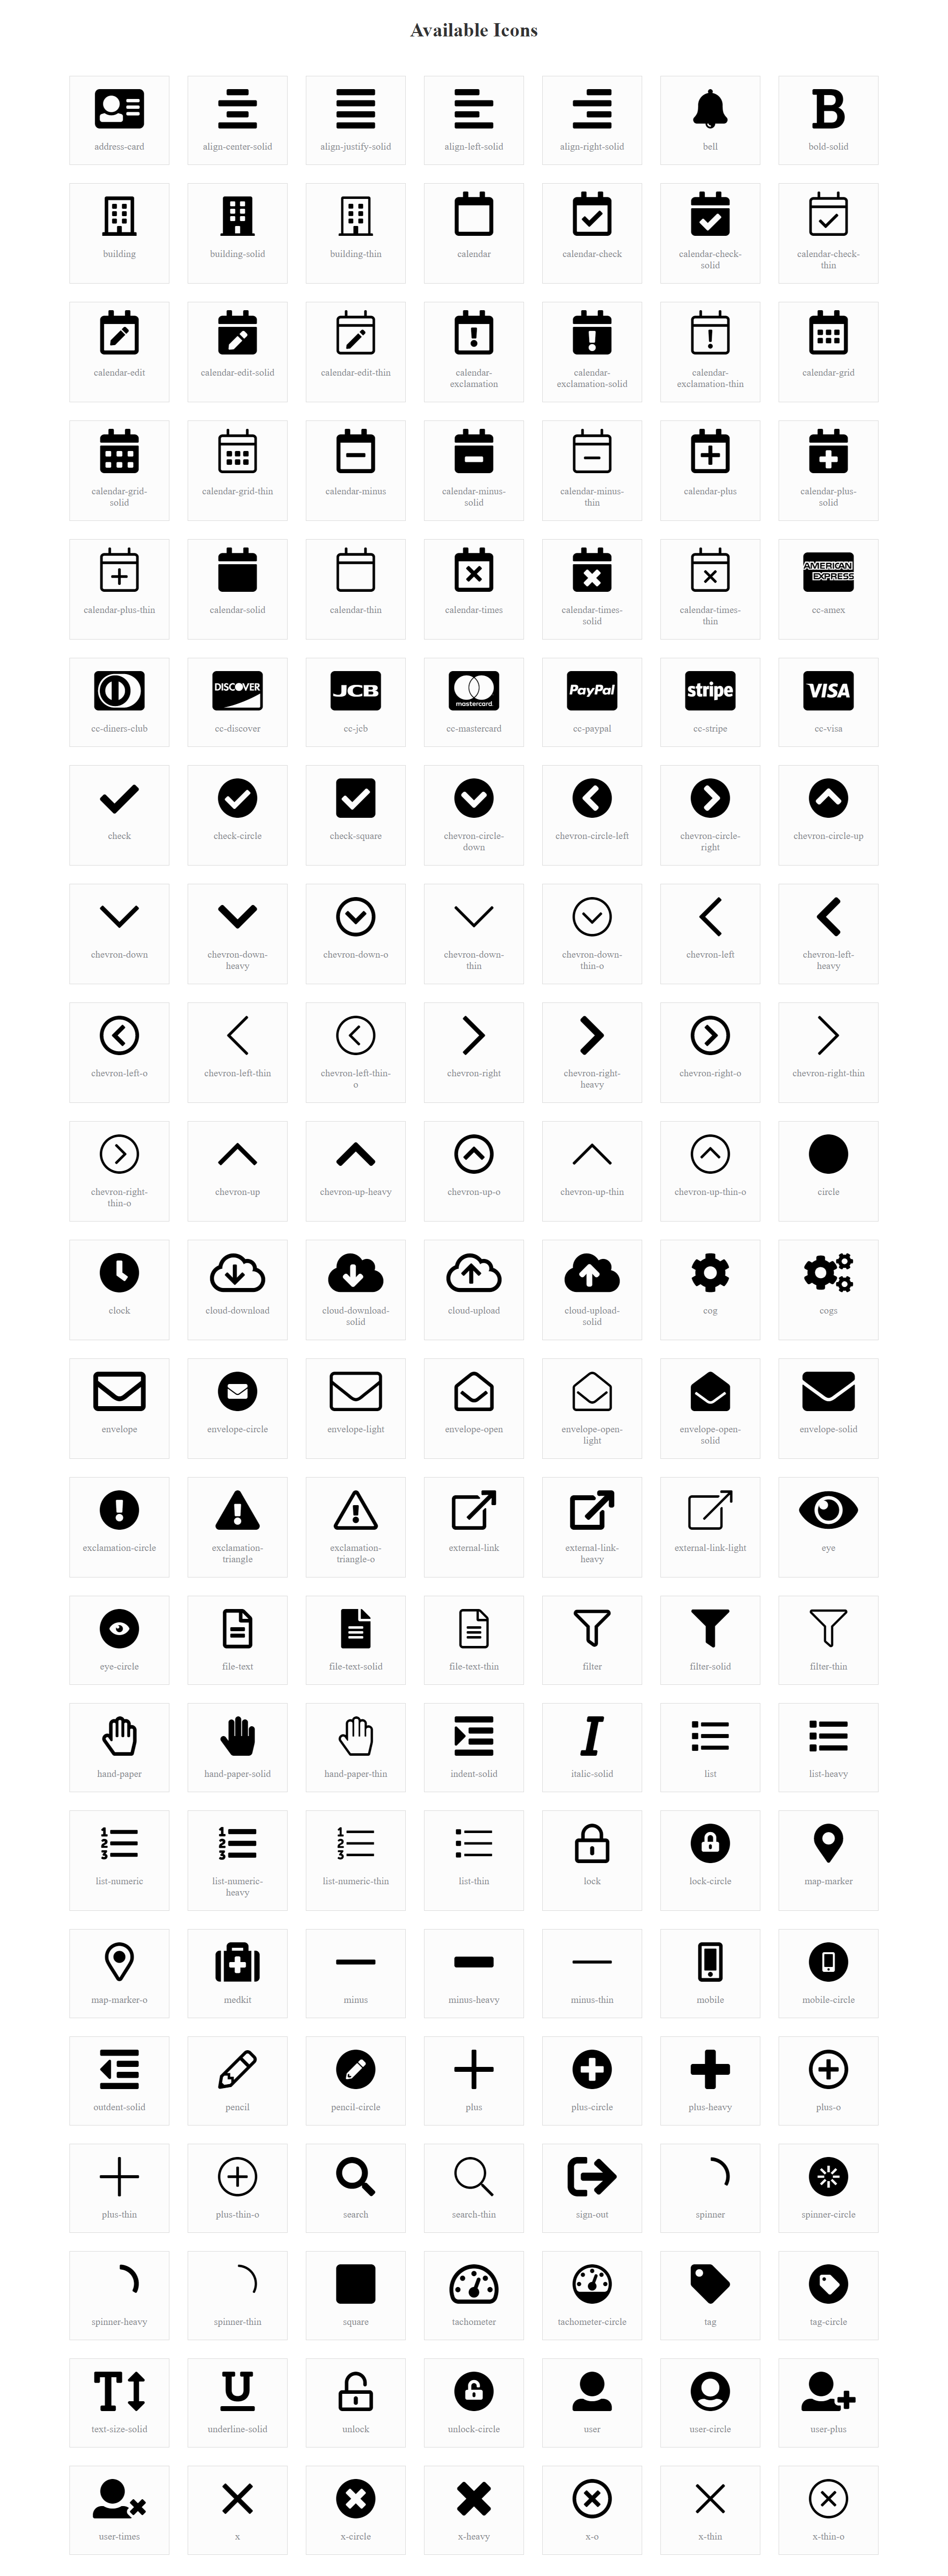 Available Icons
address-card
align-center-solid
align-justify-solid
align-left-solid
align-right-solid
bell
B
bold-solid
building
building-solid
building-thin
calendar
calendar-check
calendar-check-
solid
calendar-check-
thin
calendar-edit
calendar-edit-solid
calendar-edit-thin
calendar-
exclamation
calendar-
exclamation-solid
calendar-
exclamation-thin
calendar-grid
calendar-grid-
solid
calendar-grid-thin
calendar-minus
calendar-minus-
solid
calendar-minus-
thin
calendar-plus
calendar-plus-
solid
calendar-plus-thin
calendar-solid
calendar-thin
calendar-times
calendar-times-
solid
calendar-times-
thin
AMERICAN
EXPRESS
cc-amex
cc-diners-club
DISCOVER
cc-discover
JCB
cc-jcb
mastercard
cc-mastercard
PayPal
cc-paypal
stripe
cc-stripe
VISA
cc-visa
check
check-circle
check-square
chevron-circle-
down
chevron-circle-left
chevron-circle-
right
chevron-circle-up
chevron-down
chevron-down-
heavy
chevron-down-o
chevron-down-
thin
chevron-down-
thin-o
chevron-left
chevron-left-
heavy
chevron-left-o
chevron-left-thin
chevron-left-thin-
o
chevron-right
chevron-right-
heavy
chevron-right-o
chevron-right-thin
chevron-right-
thin-o
chevron-up
chevron-up-heavy
chevron-up-o
chevron-up-thin
chevron-up-thin-o
circle
clock
cloud-download
cloud-download-
solid
cloud-upload
cloud-upload-
solid
cog
cogs
envelope
envelope-circle
envelope-light
envelope-open
envelope-open-
light
envelope-open-
solid
envelope-solid
exclamation-circle
exclamation-
triangle
exclamation-
triangle-o
external-link
external-link-
heavy
external-link-light
eye
eye-circle
file-text
file-text-solid
file-text-thin
filter
filter-solid
filter-thin
hand-paper
hand-paper-solid
hand-paper-thin
indent-solid
I
italic-solid
list
list-heavy
1
2
3
list-numeric
1
2
3
list-numeric-
heavy
1
2
3
list-numeric-thin
list-thin
lock
lock-circle
map-marker
map-marker-o
medkit
minus
minus-heavy
minus-thin
mobile
mobile-circle
outdent-solid
pencil
pencil-circle
plus
plus-circle
plus-heavy
plus-o
plus-thin
plus-thin-o
search
search-thin
sign-out
spinner
spinner-circle
spinner-heavy
spinner-thin
square
tachometer
tachometer-circle
tag
tag-circle
T
text-size-solid
U
underline-solid
unlock
unlock-circle
user
user-circle
user-plus
user-times
x
x-circle
x-heavy
x-o
x-thin
x-thin-o